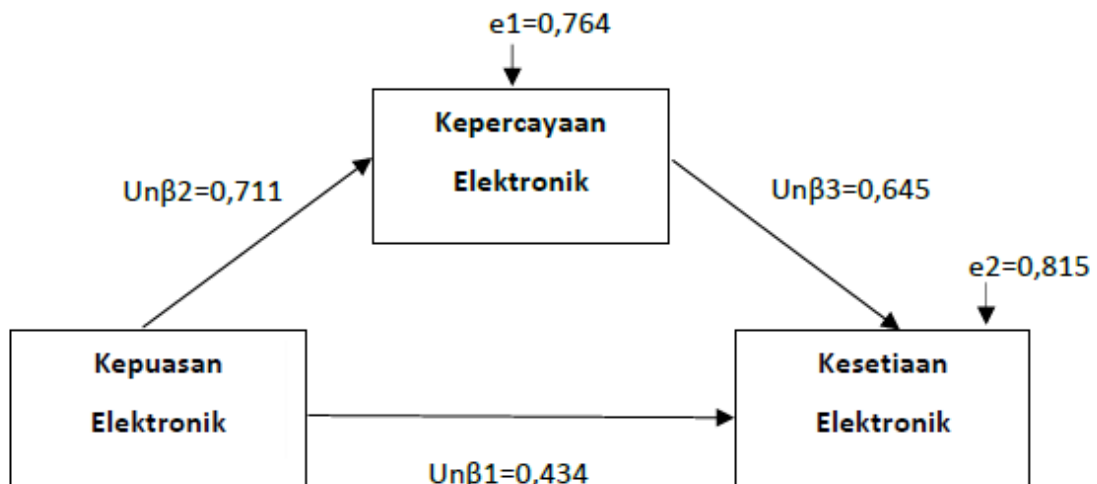 e1=0,764
Kepercayaan
Elektronik
Unβ2=0,711
Unβ3=0,645
e2=0,815
Kepuasan
Elektronik
Kesetiaan
Elektronik
Unβ1=0,434